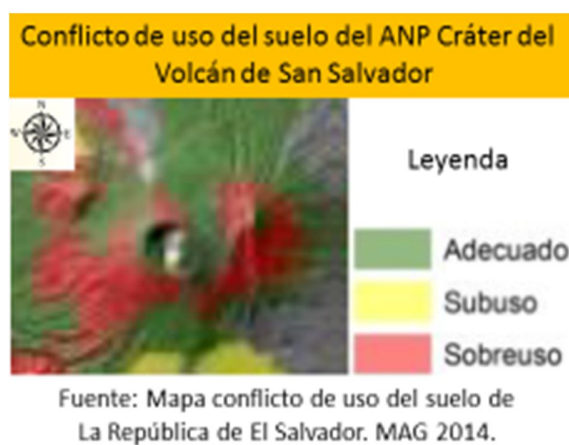 Conflicto de uso del suelo del ANP Cráter del
Volcán de San Salvador
N
W
E
S
Leyenda
Adecuado
Subuso
Sobreuso
Fuente: Mapa conflicto de uso del suelo de
La República de El Salvador. MAG 2014.